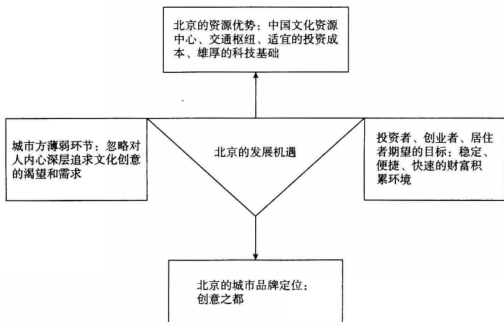 北京的资源优势：中国文化资源
中心、交通枢纽、适宜的投资成
本、雄厚的科技基础
城市方薄弱环节：忽略对
人内心深层追求文化创意
的渴望和需求
北京的发展机遇
投资者、创业者、居住
者期望的目标：稳定、
便捷、快速的财富积
累环境
北京的城市品牌定位：
创意之都